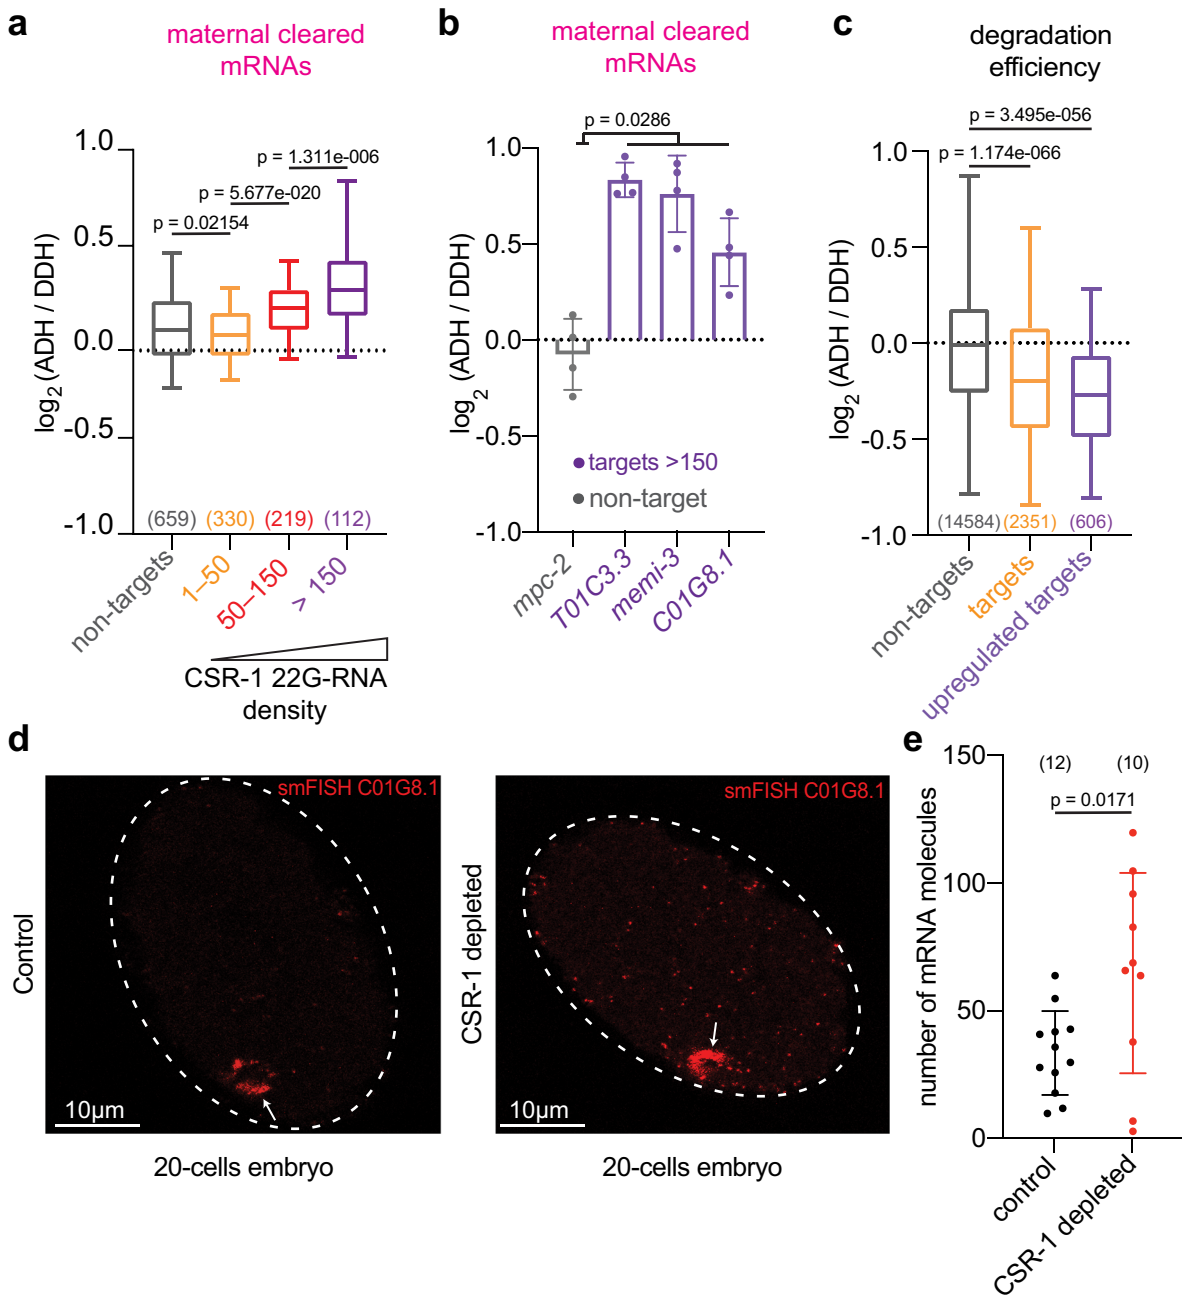 a
maternal cleared
mRNAs
log2 (ADH / DDH)
1.0
0.5
0.0
-0.5
-1.0
p = 1.311e-006
p = 5.677e-020
p = 0.02154
(659)
(330)
(219)
(112)
non-targets
1–50
50–150
> 150
CSR-1 22G-RNA
density
b
maternal cleared
mRNAs
log2 (ADH / DDH)
1.0
0.5
0.0
-0.5
-1.0
p = 0.0286
targets >150
non-target
mpc-2
T01C3.3
memi-3
C01G8.1
c
degradation
efficiency
log2 (ADH / DDH)
1.0
0.5
0.0
-0.5
-1.0
p = 3.495e-056
p = 1.174e-066
(14584)
(2351)
(606)
non-targets
targets
upregulated targets
d
Control
smFISH C01G8.1
10μm
20-cells embryo
CSR-1 depleted
smFISH C01G8.1
10μm
20-cells embryo
e
number of mRNA molecules
150
100
50
0
(12)
(10)
p = 0.0171
control
CSR-1 depleted